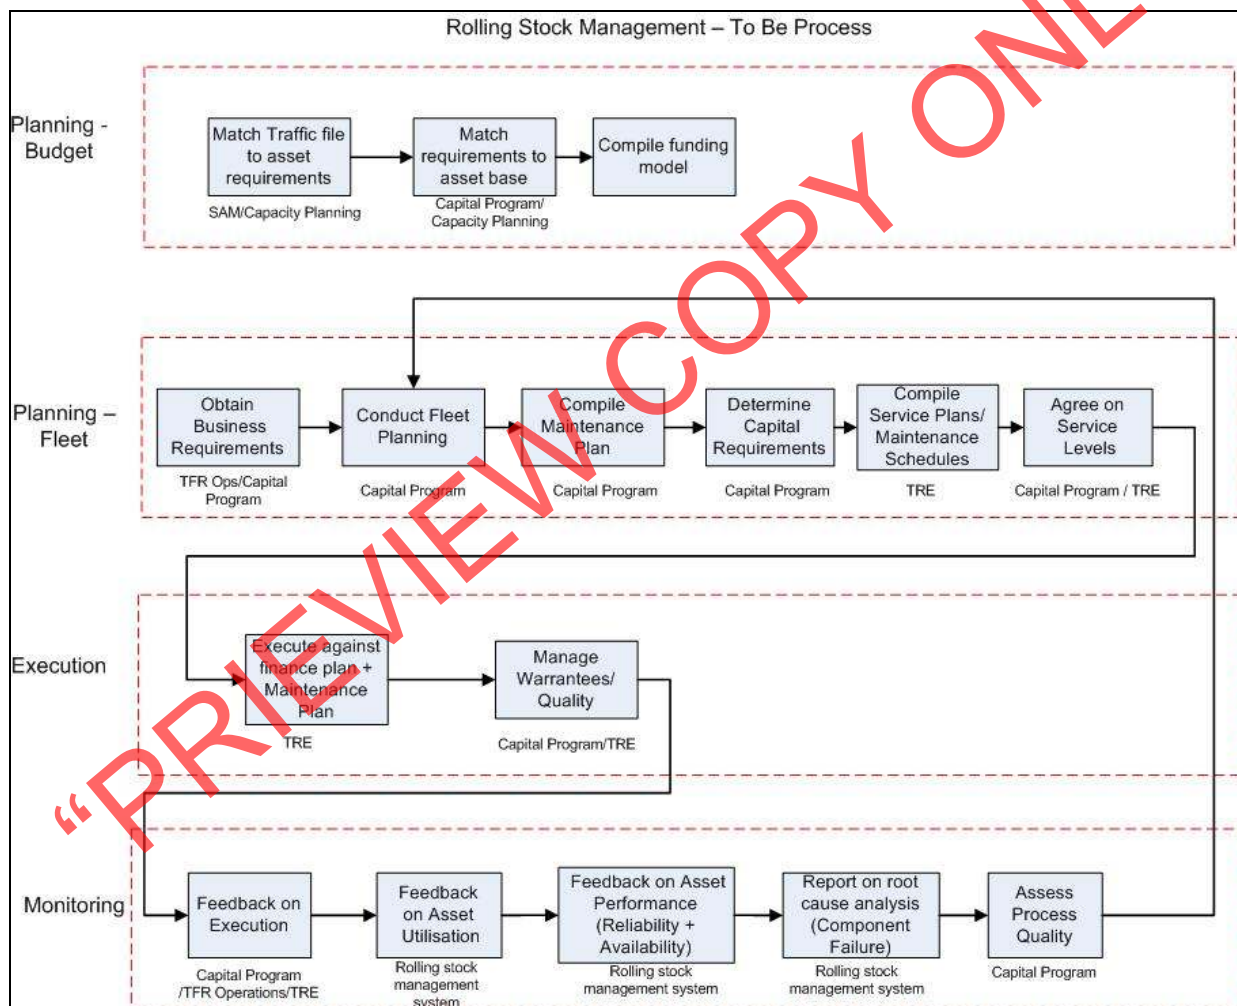 Rolling Stock Management – To Be Process
Planning -
Budget
Match Traffic file
to asset
requirements
SAM/Capacity Planning
Match
requirements to
asset base
Capital Program/
Capacity Planning
Compile funding
model
Planning –
Fleet
Obtain
Business
Requirements
TFR Ops/Capital
Program
Conduct Fleet
Planning
Capital Program
Compile
Maintenance
Plan
Capital Program
Determine
Capital
Requirements
Capital Program
Compile
Service Plans/
Maintenance
Schedules
TRE
Agree on
Service
Levels
Capital Program / TRE
Execution
Execute against
finance plan +
Maintenance
Plan
TRE
Manage
Warrantees/
Quality
Capital Program/TRE
Monitoring
Feedback on
Execution
Capital Program
/TFR Operations/TRE
Feedback
on Asset
Utilisation
Rolling stock
management
system
Feedback on Asset
Performance
(Reliability +
Availability)
Rolling stock
management system
Report on root
cause analysis
(Component
Failure)
Rolling stock
management system
Assess
Process
Quality
Capital Program
“PRIEVIEW COPY ONL